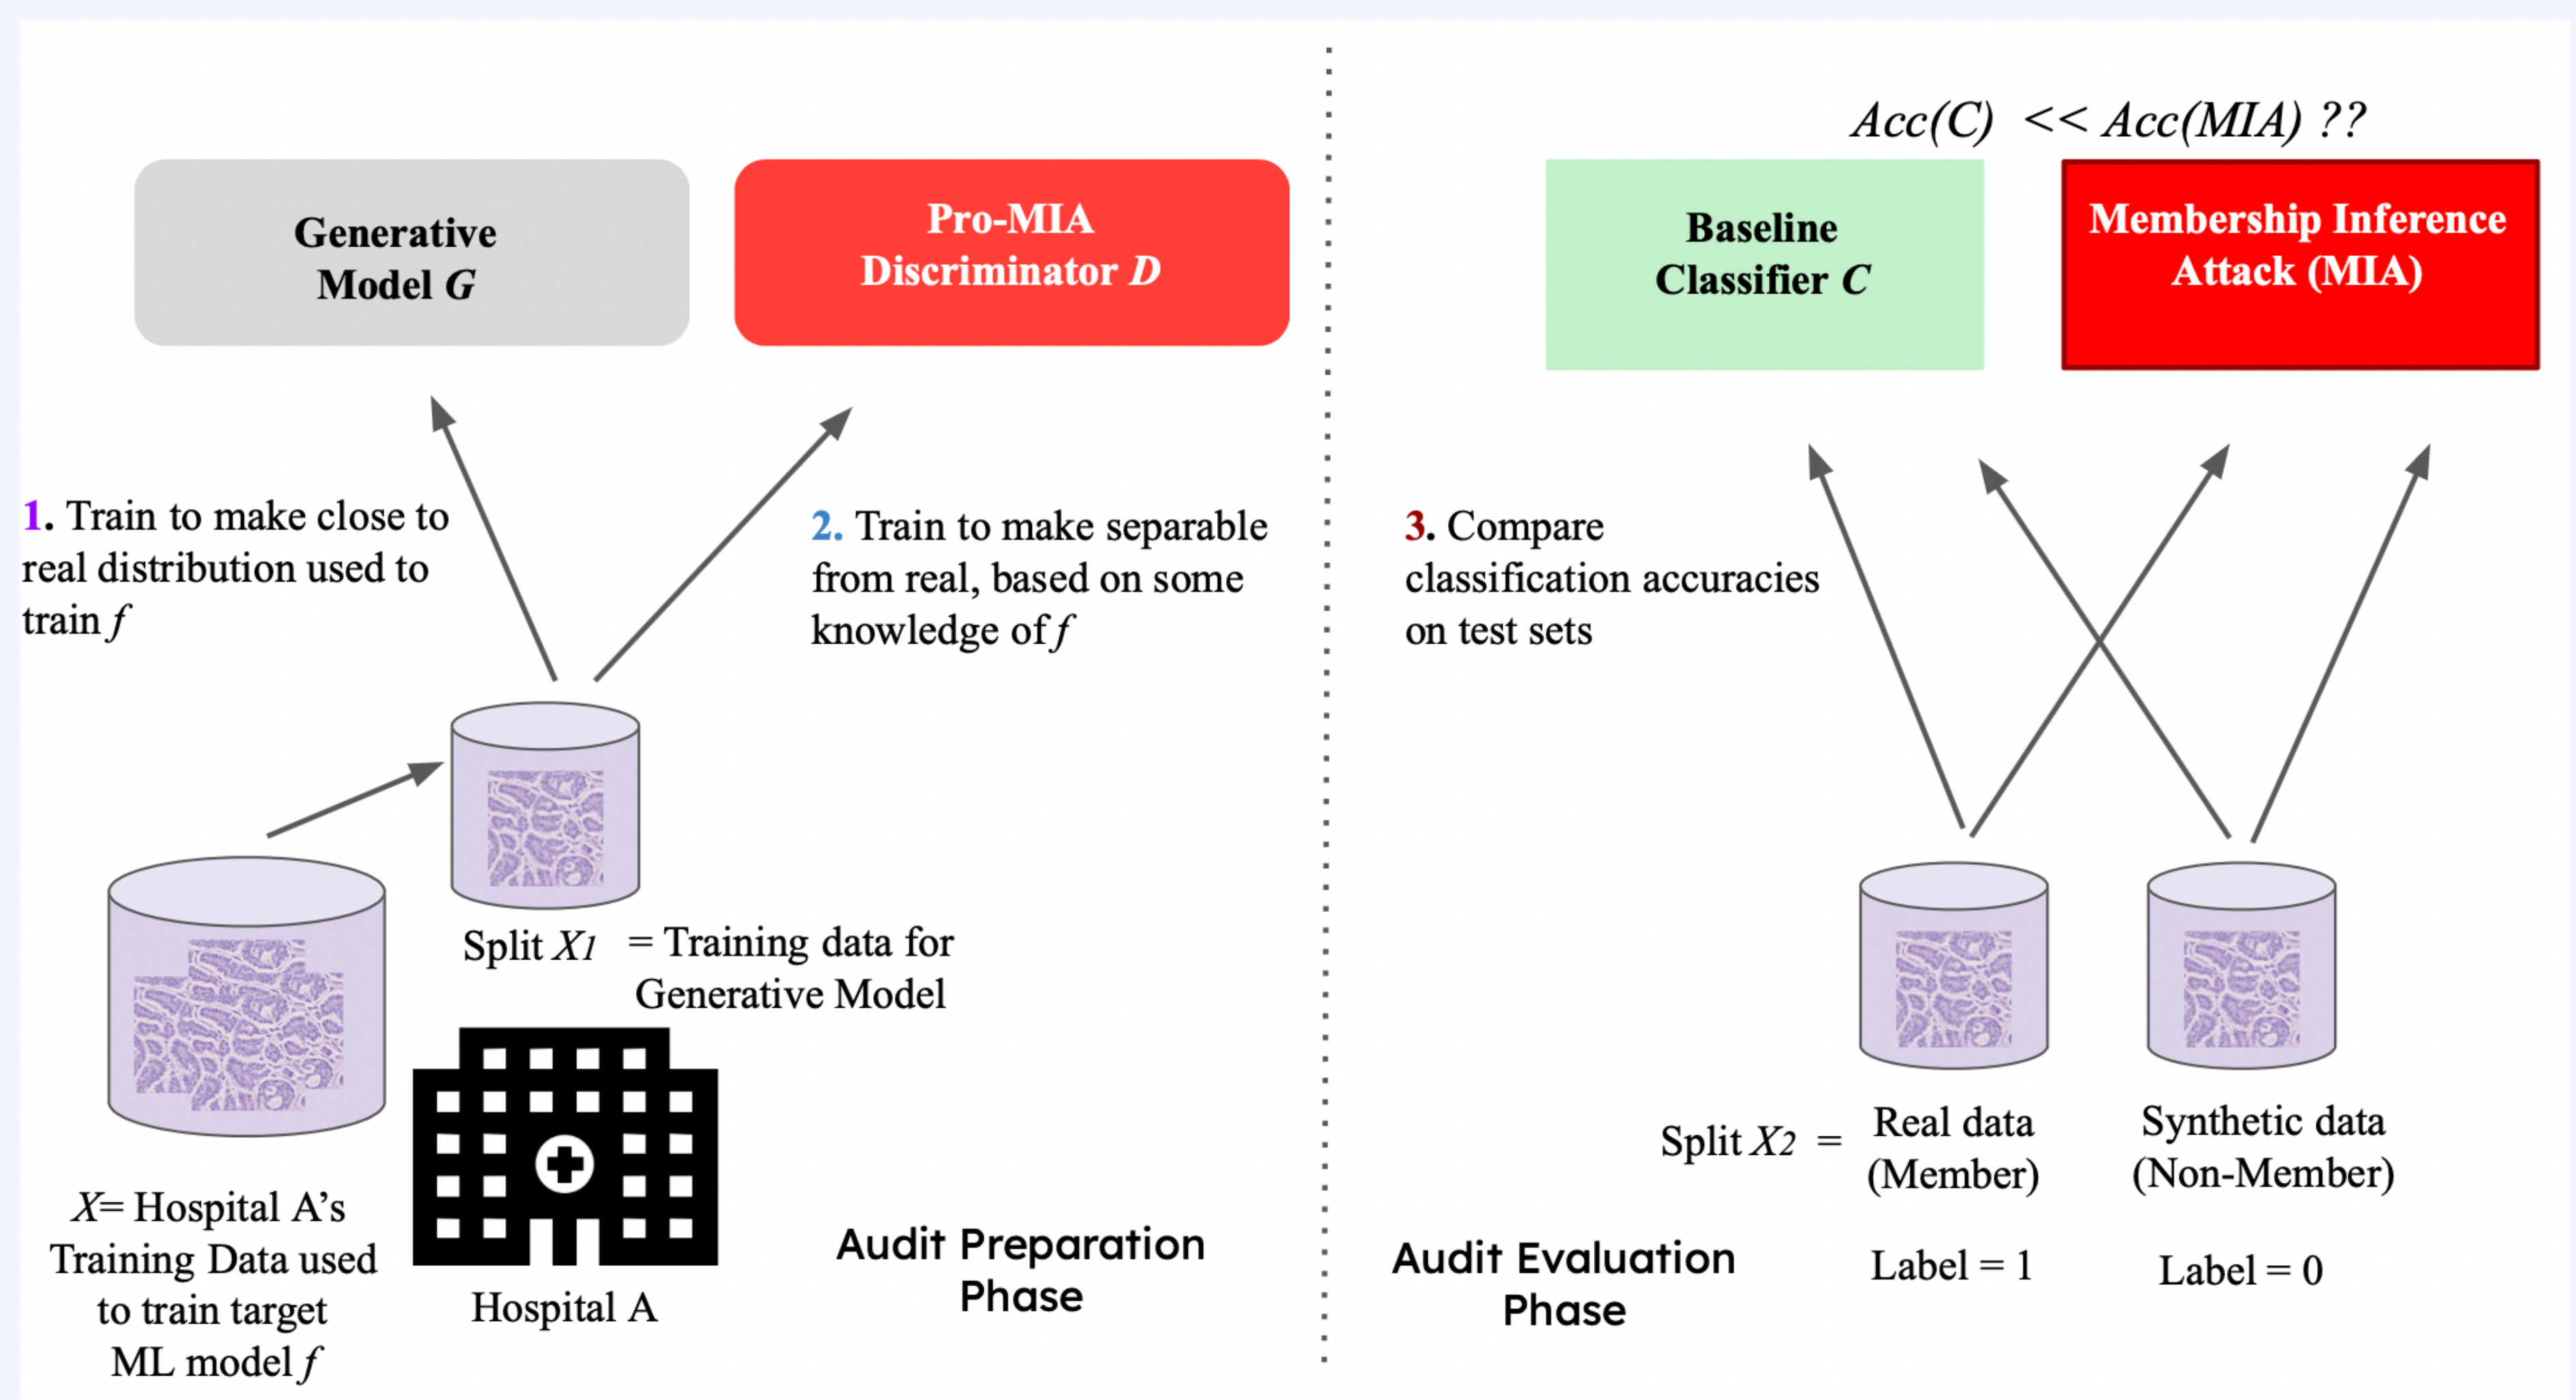 Generative
Model G
Pro-MIA
Discriminator D
1. Train to make close to
real distribution used to
train f
2. Train to make separable
from real, based on some
knowledge of f
Split X1 = Training data for
Generative Model
X= Hospital A’s
Training Data used
to train target
ML model f
Hospital A
Audit Preparation
Phase
Acc(C) << Acc(MIA) ??
Baseline
Classifier C
Membership Inference
Attack (MIA)
3. Compare
classification accuracies
on test sets
Split X2 =
Real data
(Member)
Synthetic data
(Non-Member)
Label = 1
Label = 0
Audit Evaluation
Phase